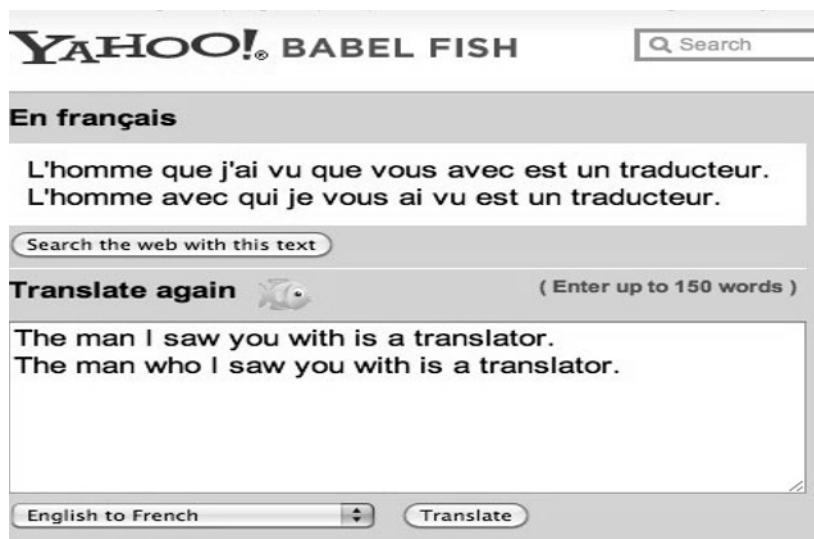 YAHOO!® BABEL FISH
Search
En français
L'homme que j'ai vu que vous avec est un traducteur.
L'homme avec qui je vous ai vu est un traducteur.
Search the web with this text
Translate again
( Enter up to 150 words )
The man I saw you with is a translator.
The man who I saw you with is a translator.
English to French
Translate